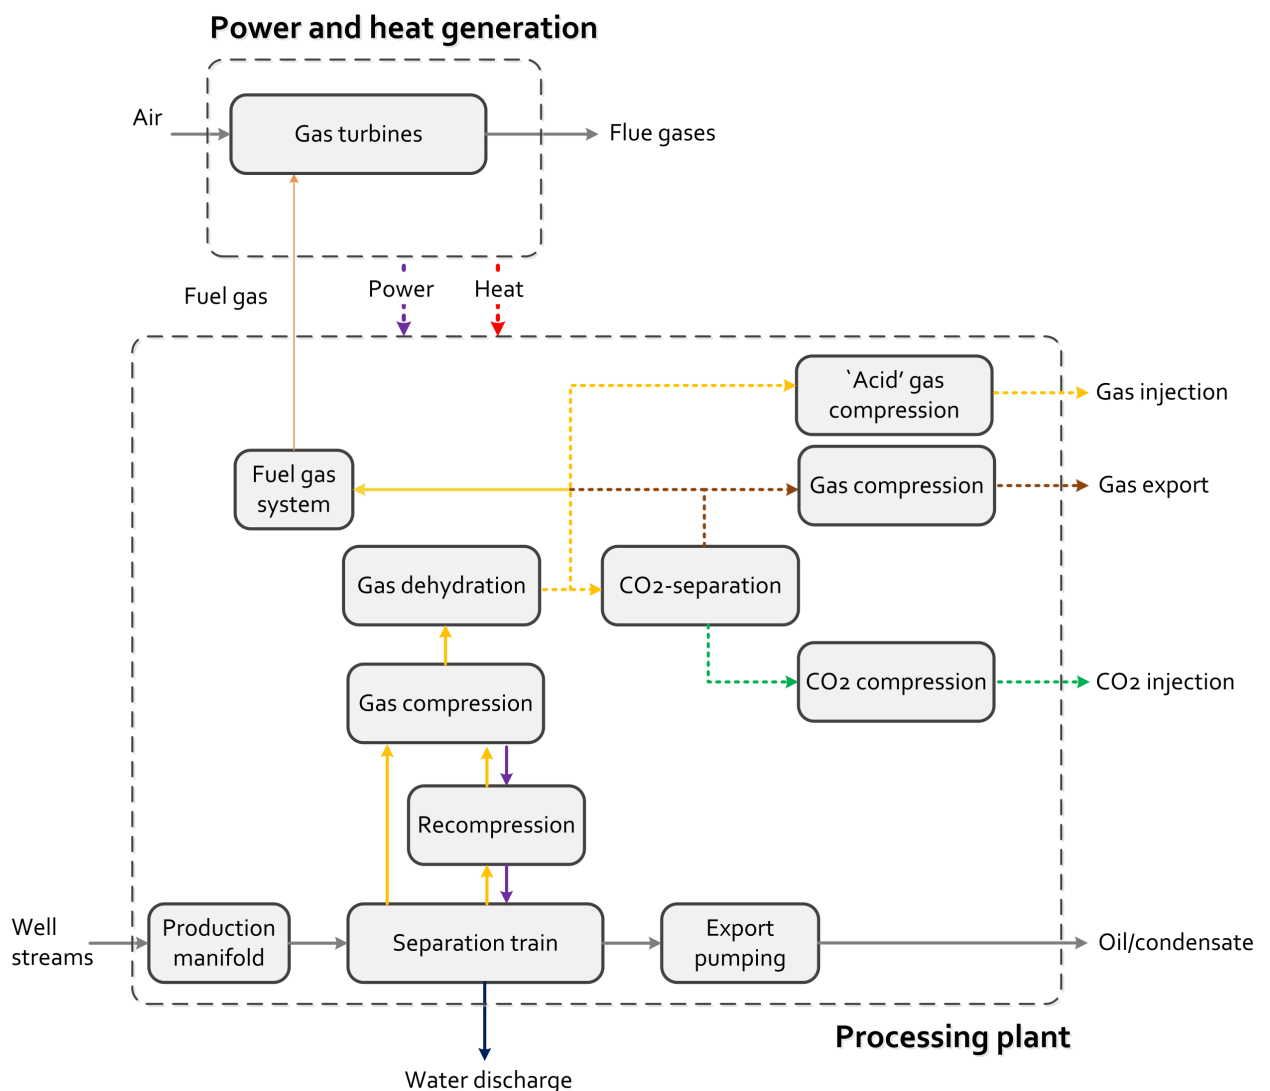 Power and heat generation
Air
Gas turbines
Flue gases
Fuel gas
Power
Heat
`Acid’ gas
compression
Gas injection
Fuel gas
system
Gas compression
Gas export
Gas dehydration
CO2-separation
Gas compression
CO2 compression
CO2 injection
Recompression
Well
streams
Production
manifold
Separation train
Export
pumping
Oil/condensate
Processing plant
Water discharge